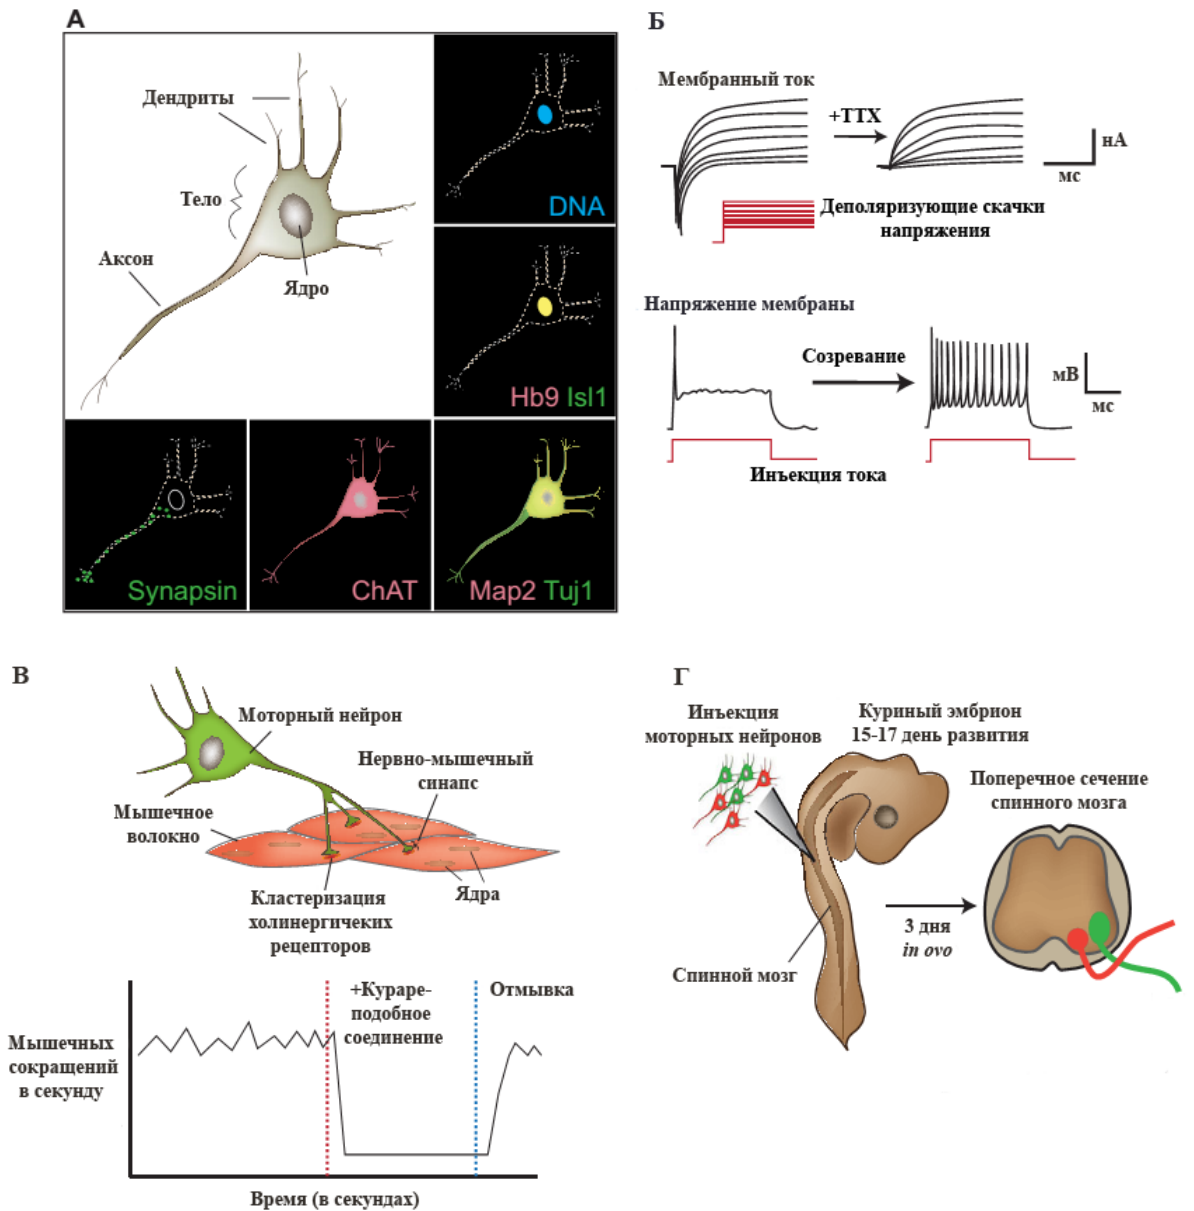 А
Дендриты
Тело
Аксон
Ядро
DNA
Hb9 Isl1
Synapsin
ChAT
Map2 Tuj1
Б
Мембранный ток
+TTX
нА
мс
Деполяризующие скачки
напряжения
Напряжение мембраны
Созревание
мВ
мс
Инъекция тока
В
Моторный нейрон
Нервно-мышечный
синапс
Мышечное
волокно
Ядра
Кластеризация
холинергичеких
рецепторов
+Кураре-
подобное
соединение
Отмывка
Мышечных
сокращений
в секунду
Время (в секундах)
Г
Инъекция
моторных нейронов
Куриный эмбрион
15-17 день развития
Поперечное сечение
спинного мозга
3 дня
in ovo
Спинной мозг